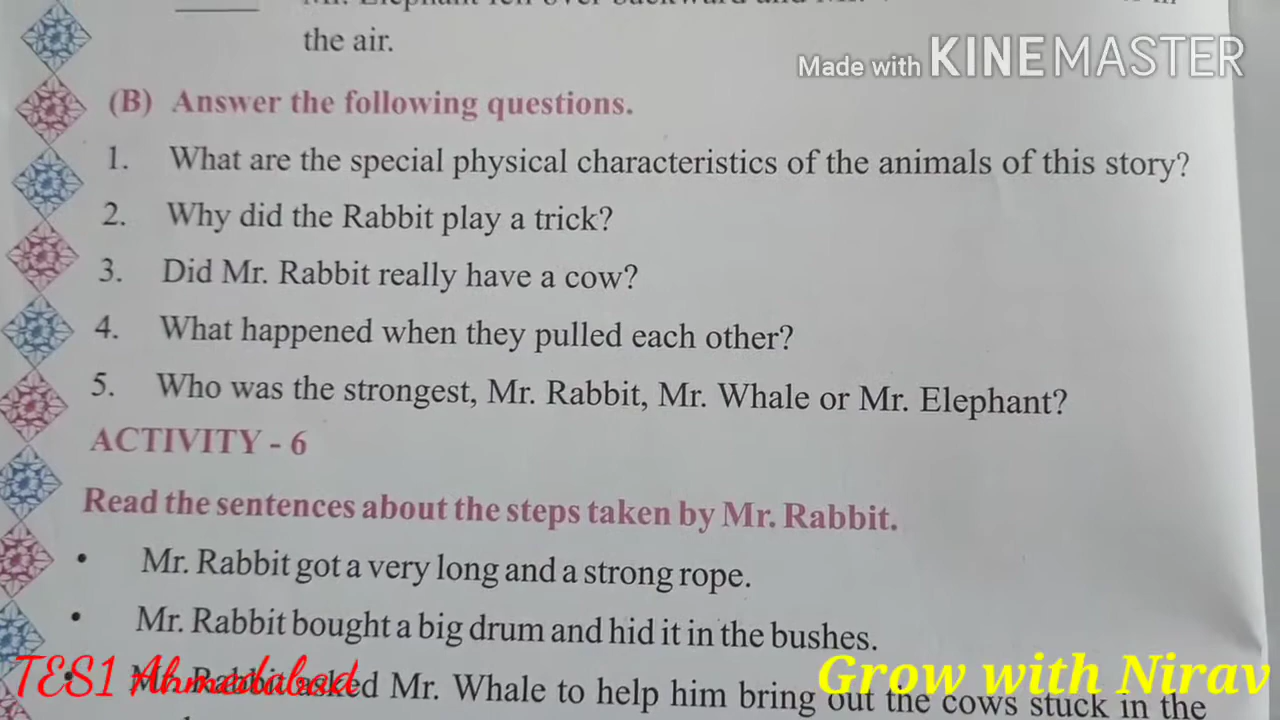 the air.
Made with KINEMASTER
(B) Answer the following questions.
1. What are the special physical characteristics of the animals of this story?
2. Why did the Rabbit play a trick?
3. Did Mr. Rabbit really have a cow?
4. What happened when they pulled each other?
5. Who was the strongest, Mr. Rabbit, Mr. Whale or Mr. Elephant?
ACTIVITY - 6
Read the sentences about the steps taken by Mr. Rabbit.
• Mr. Rabbit got a very long and a strong rope.
• Mr. Rabbit bought a big drum and hid it in the bushes.
• Mr. Rabbit asked Mr. Whale to help him bring out the cows stuck in the
TES1 Ahmedabad
Grow with Nirav